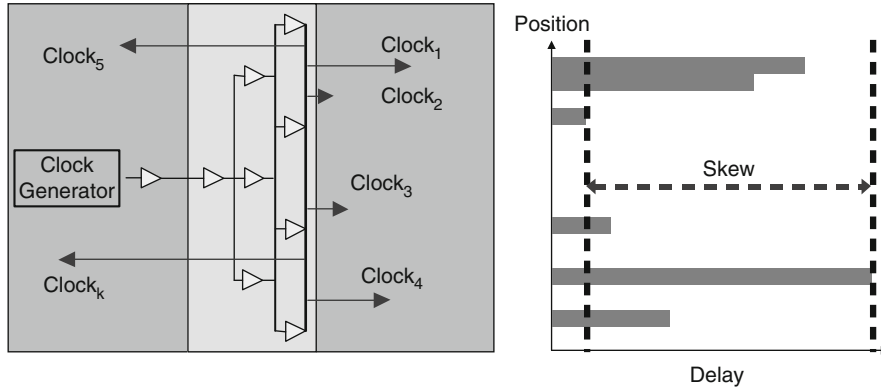 Clock₅
Clock₁
Clock₂
Clock
Generator
Clock₃
Clockₖ
Clock₄
Position
Skew
Delay